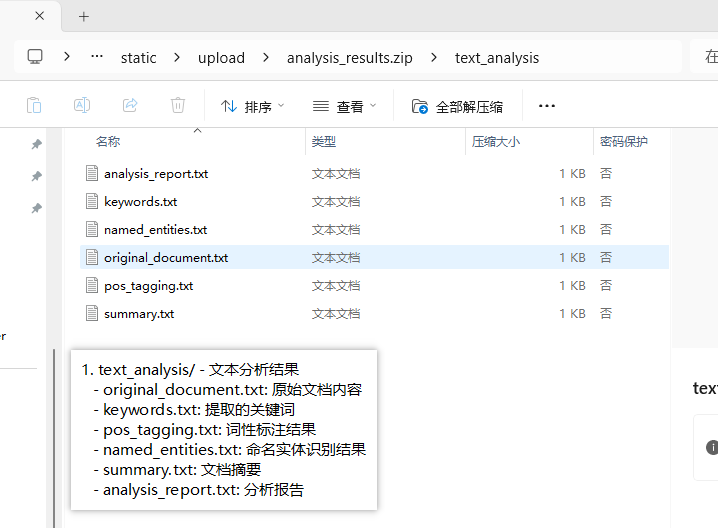 static > upload > analysis_results.zip > text_analysis
在
排序
查看
全部解压缩
名称 类型 压缩大小 密码保护
analysis_report.txt 文本文档 1 KB 否
keywords.txt 文本文档 1 KB 否
named_entities.txt 文本文档 1 KB 否
original_document.txt 文本文档 1 KB 否
pos_tagging.txt 文本文档 1 KB 否
summary.txt 文本文档 1 KB 否
er
1. text_analysis/ - 文本分析结果
- original_document.txt: 原始文档内容
- keywords.txt: 提取的关键词
- pos_tagging.txt: 词性标注结果
- named_entities.txt: 命名实体识别结果
- summary.txt: 文档摘要
- analysis_report.txt: 分析报告
tex